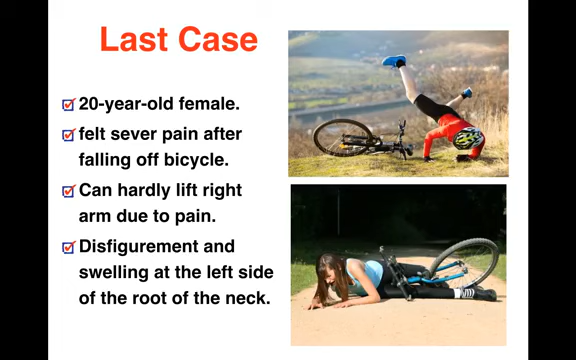 Last Case
20-year-old female.
felt sever pain after
falling off bicycle.
Can hardly lift right
arm due to pain.
Disfigurement and
swelling at the left side
of the root of the neck.